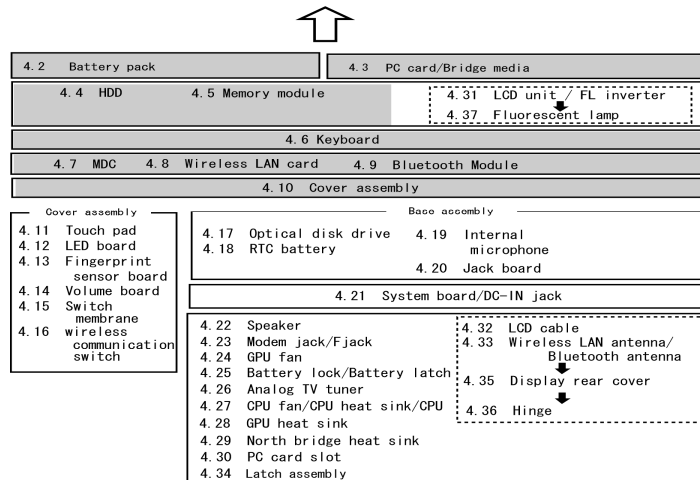 4.2 Battery pack
4.3 PC card/Bridge media
4.4 HDD
4.5 Memory module
4.31 LCD unit / FL inverter
4.37 Fluorescent lamp
4.6 Keyboard
4.7 MDC
4.8 Wireless LAN card
4.9 Bluetooth Module
4.10 Cover assembly
Cover assembly
4.11 Touch pad
4.12 LED board
4.13 Fingerprint
sensor board
4.14 Volume board
4.15 Switch
membrane
4.16 wireless
communication
switch
Base accombly
4.17 Optical disk drive
4.18 RTC battery
4.19 Internal
microphone
4.20 Jack board
4.21 System board/DC-IN jack
4.22 Speaker
4.23 Modem jack/Fjack
4.24 GPU fan
4.25 Battery lock/Battery latch
4.26 Analog TV tuner
4.27 CPU fan/CPU heat sink/CPU
4.28 GPU heat sink
4.29 North bridge heat sink
4.30 PC card slot
4.34 Latch assembly
4.32 LCD cable
4.33 Wireless LAN antenna/
Bluetooth antenna
4.35 Display rear cover
4.36 Hinge